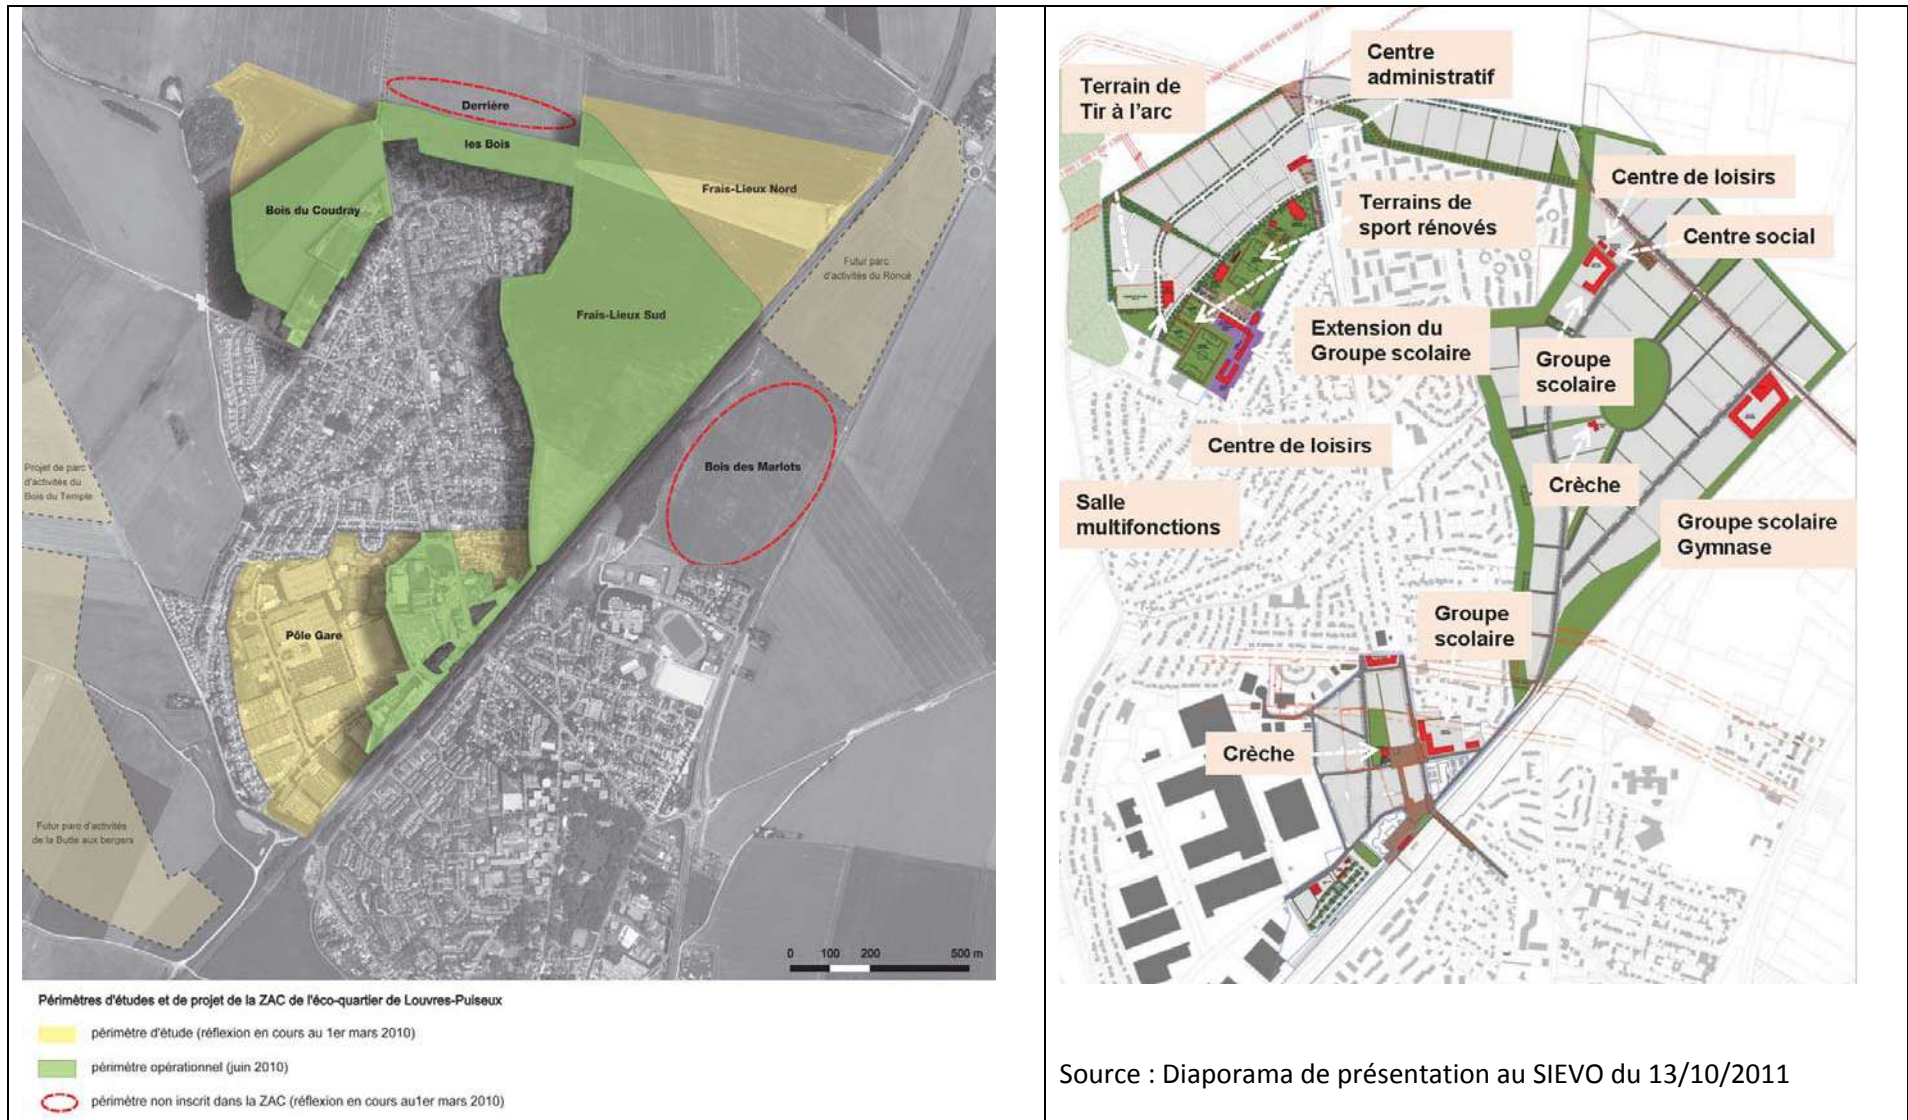 Derrière
les Bois
Frais-Lieux Nord
Bois du Coudray
Futur parc
d'activités du Roncé
Frais-Lieux Sud
Bois des Marlots
Projet de parc
d'activités du
Bois du Temple
Pôle Gare
Futur parc d'activités
de la Butte aux bergers
0 100 200 500 m
Périmètres d'études et de projet de la ZAC de l'éco-quartier de Louvres-Puiseux
périmètre d'étude (réflexion en cours au 1er mars 2010)
périmètre opérationnel (juin 2010)
périmètre non inscrit dans la ZAC (réflexion en cours au1er mars 2010)
Centre
administratif
Terrain de
Tir à l'arc
Centre de loisirs
Terrains de
sport rénovés
Centre social
Extension du
Groupe scolaire
Groupe
scolaire
Centre de loisirs
Crèche
Salle
multifonctions
Groupe scolaire
Gymnase
Groupe
scolaire
Crèche
Source : Diaporama de présentation au SIEVO du 13/10/2011